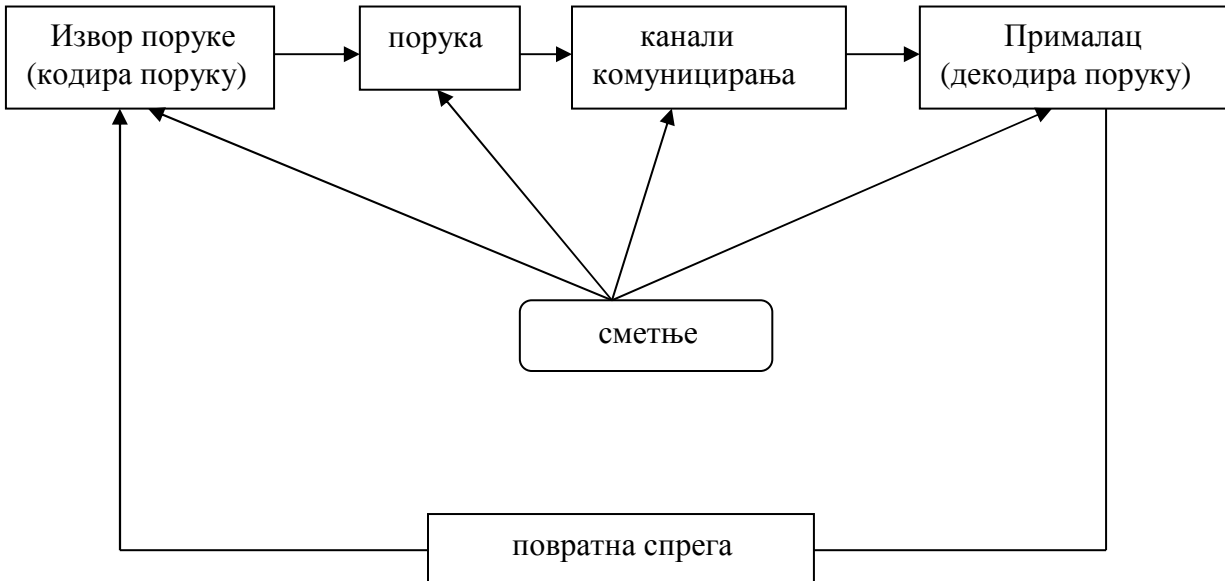 Извор поруке
(кодира поруку)
порука
канали
комуницирања
Прималац
(декодира поруку)
сметње
повратна спрега